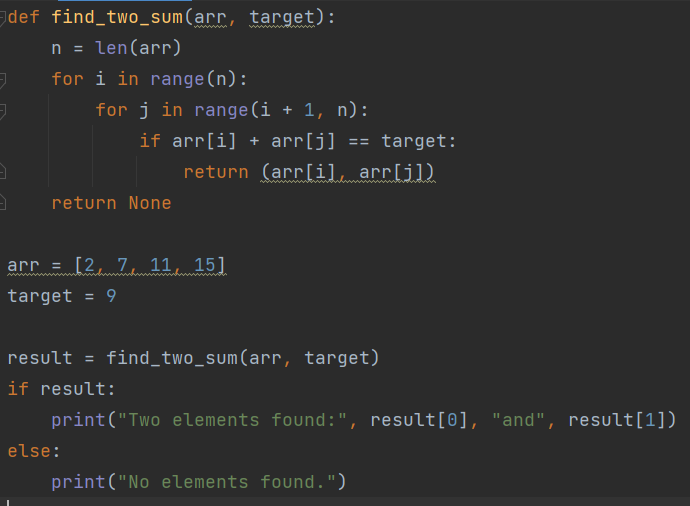 def find_two_sum(arr, target):
    n = len(arr)
    for i in range(n):
        for j in range(i + 1, n):
            if arr[i] + arr[j] == target:
                return (arr[i], arr[j])
    return None

arr = [2, 7, 11, 15]
target = 9

result = find_two_sum(arr, target)
if result:
    print("Two elements found:", result[0], "and", result[1])
else:
    print("No elements found.")